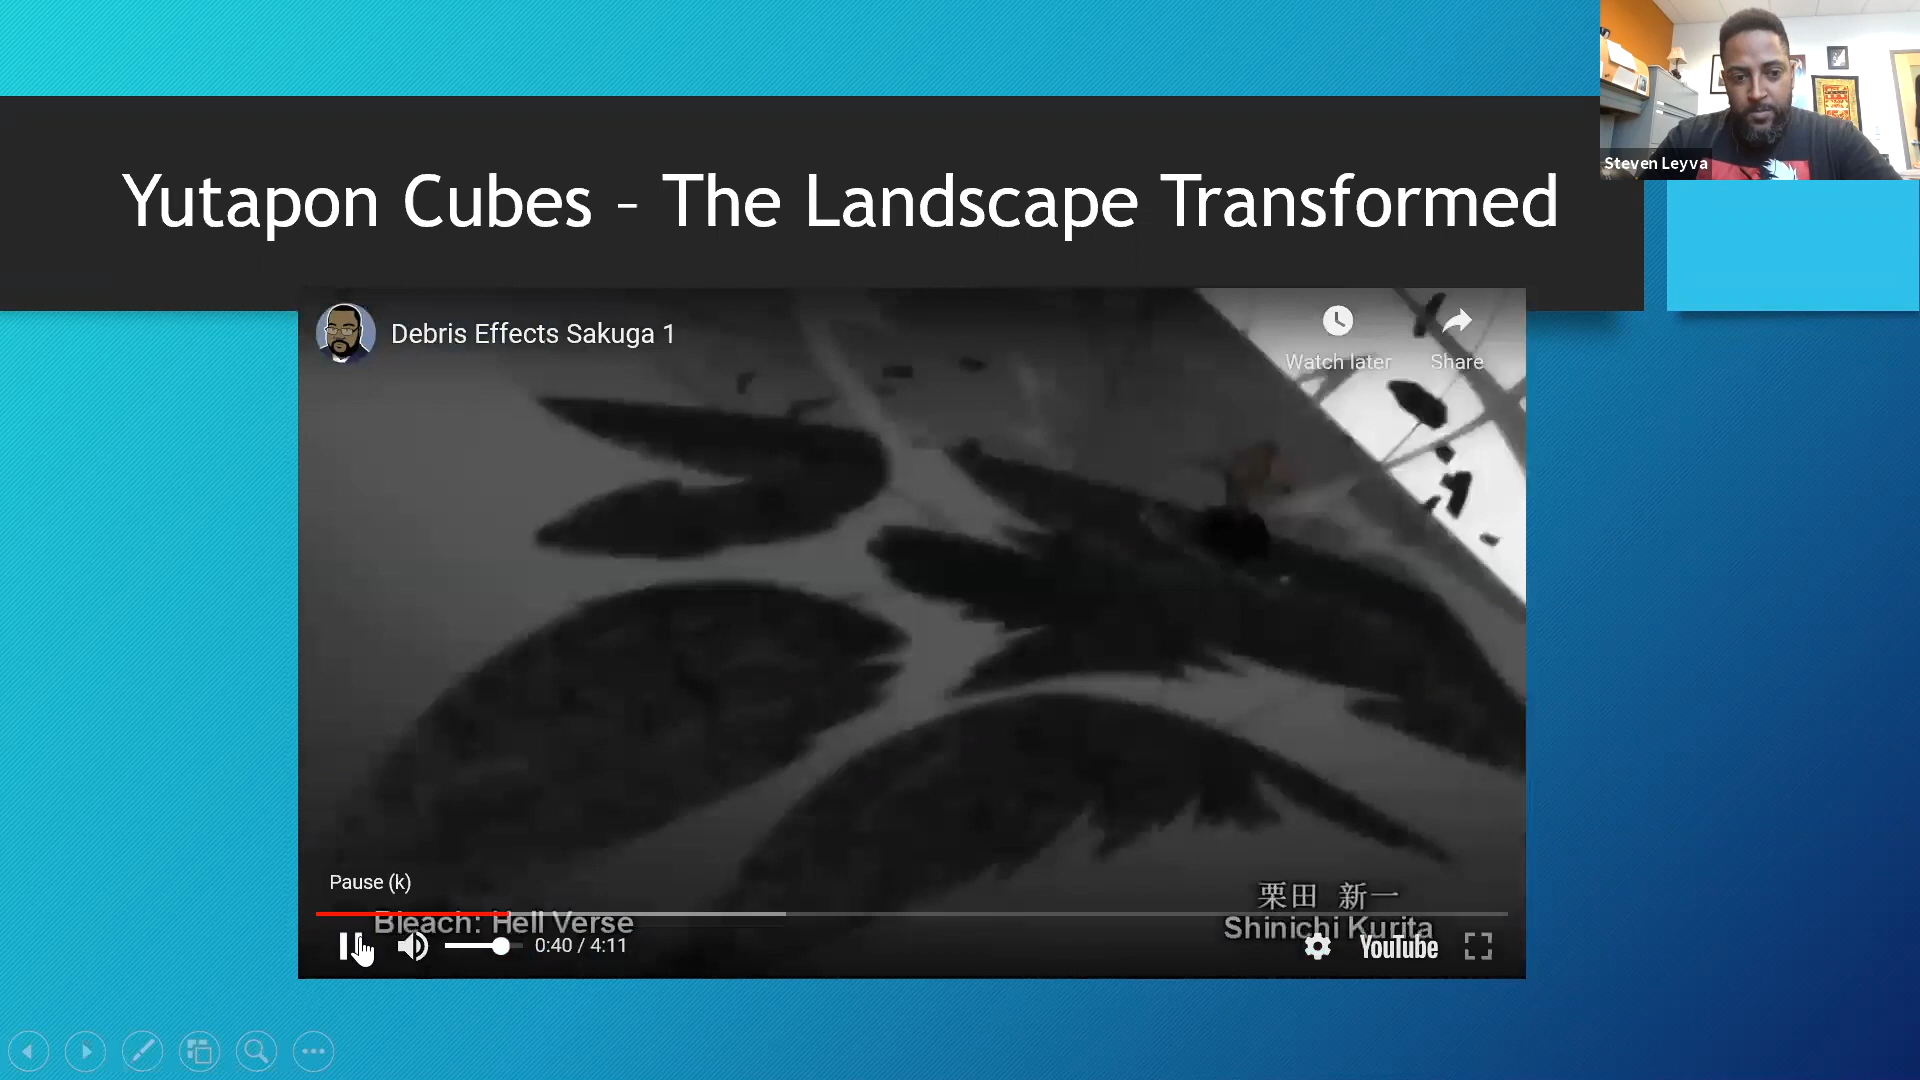 Yutapon Cubes - The Landscape Transformed
Steven Leyva
Debris Effects Sakuga 1
Watch later
Share
Pause (k)
栗田 新一
Bleach: Hell Verse
Shinichi Kurita
0:40 / 4:11
YouTube